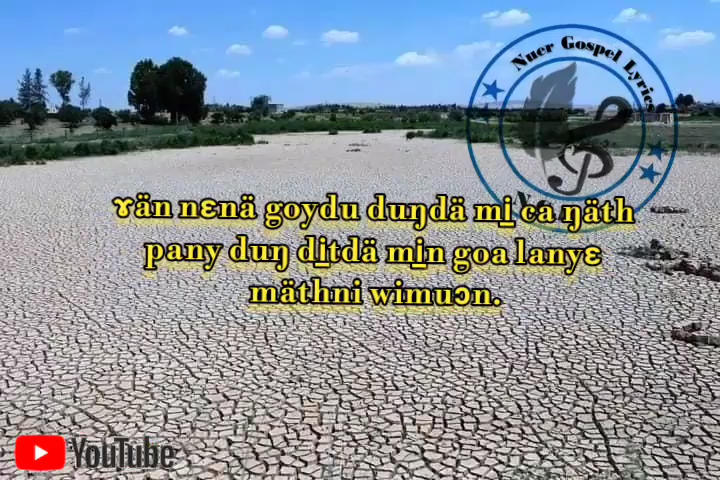 Nuer Gospel Lyrics
ɤän nɛnä goydu duŋdä mi̱ ca ŋäth
pany duŋ di̱tdä mi̱n goa lanyɛ
mäthni wimuɔn.
YouTube